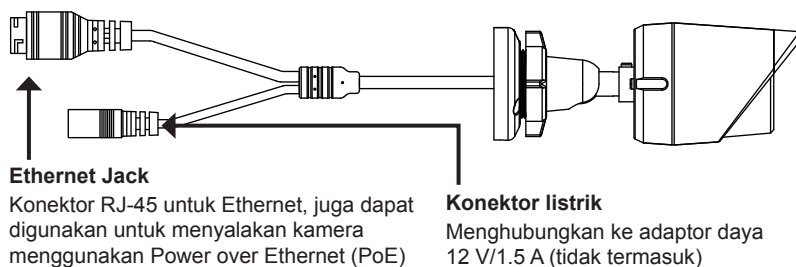 Ethernet Jack
Konektor RJ-45 untuk Ethernet, juga dapat
digunakan untuk menyalakan kamera
menggunakan Power over Ethernet (PoE)
Konektor listrik
Menghubungkan ke adaptor daya
12 V/1.5 A (tidak termasuk)